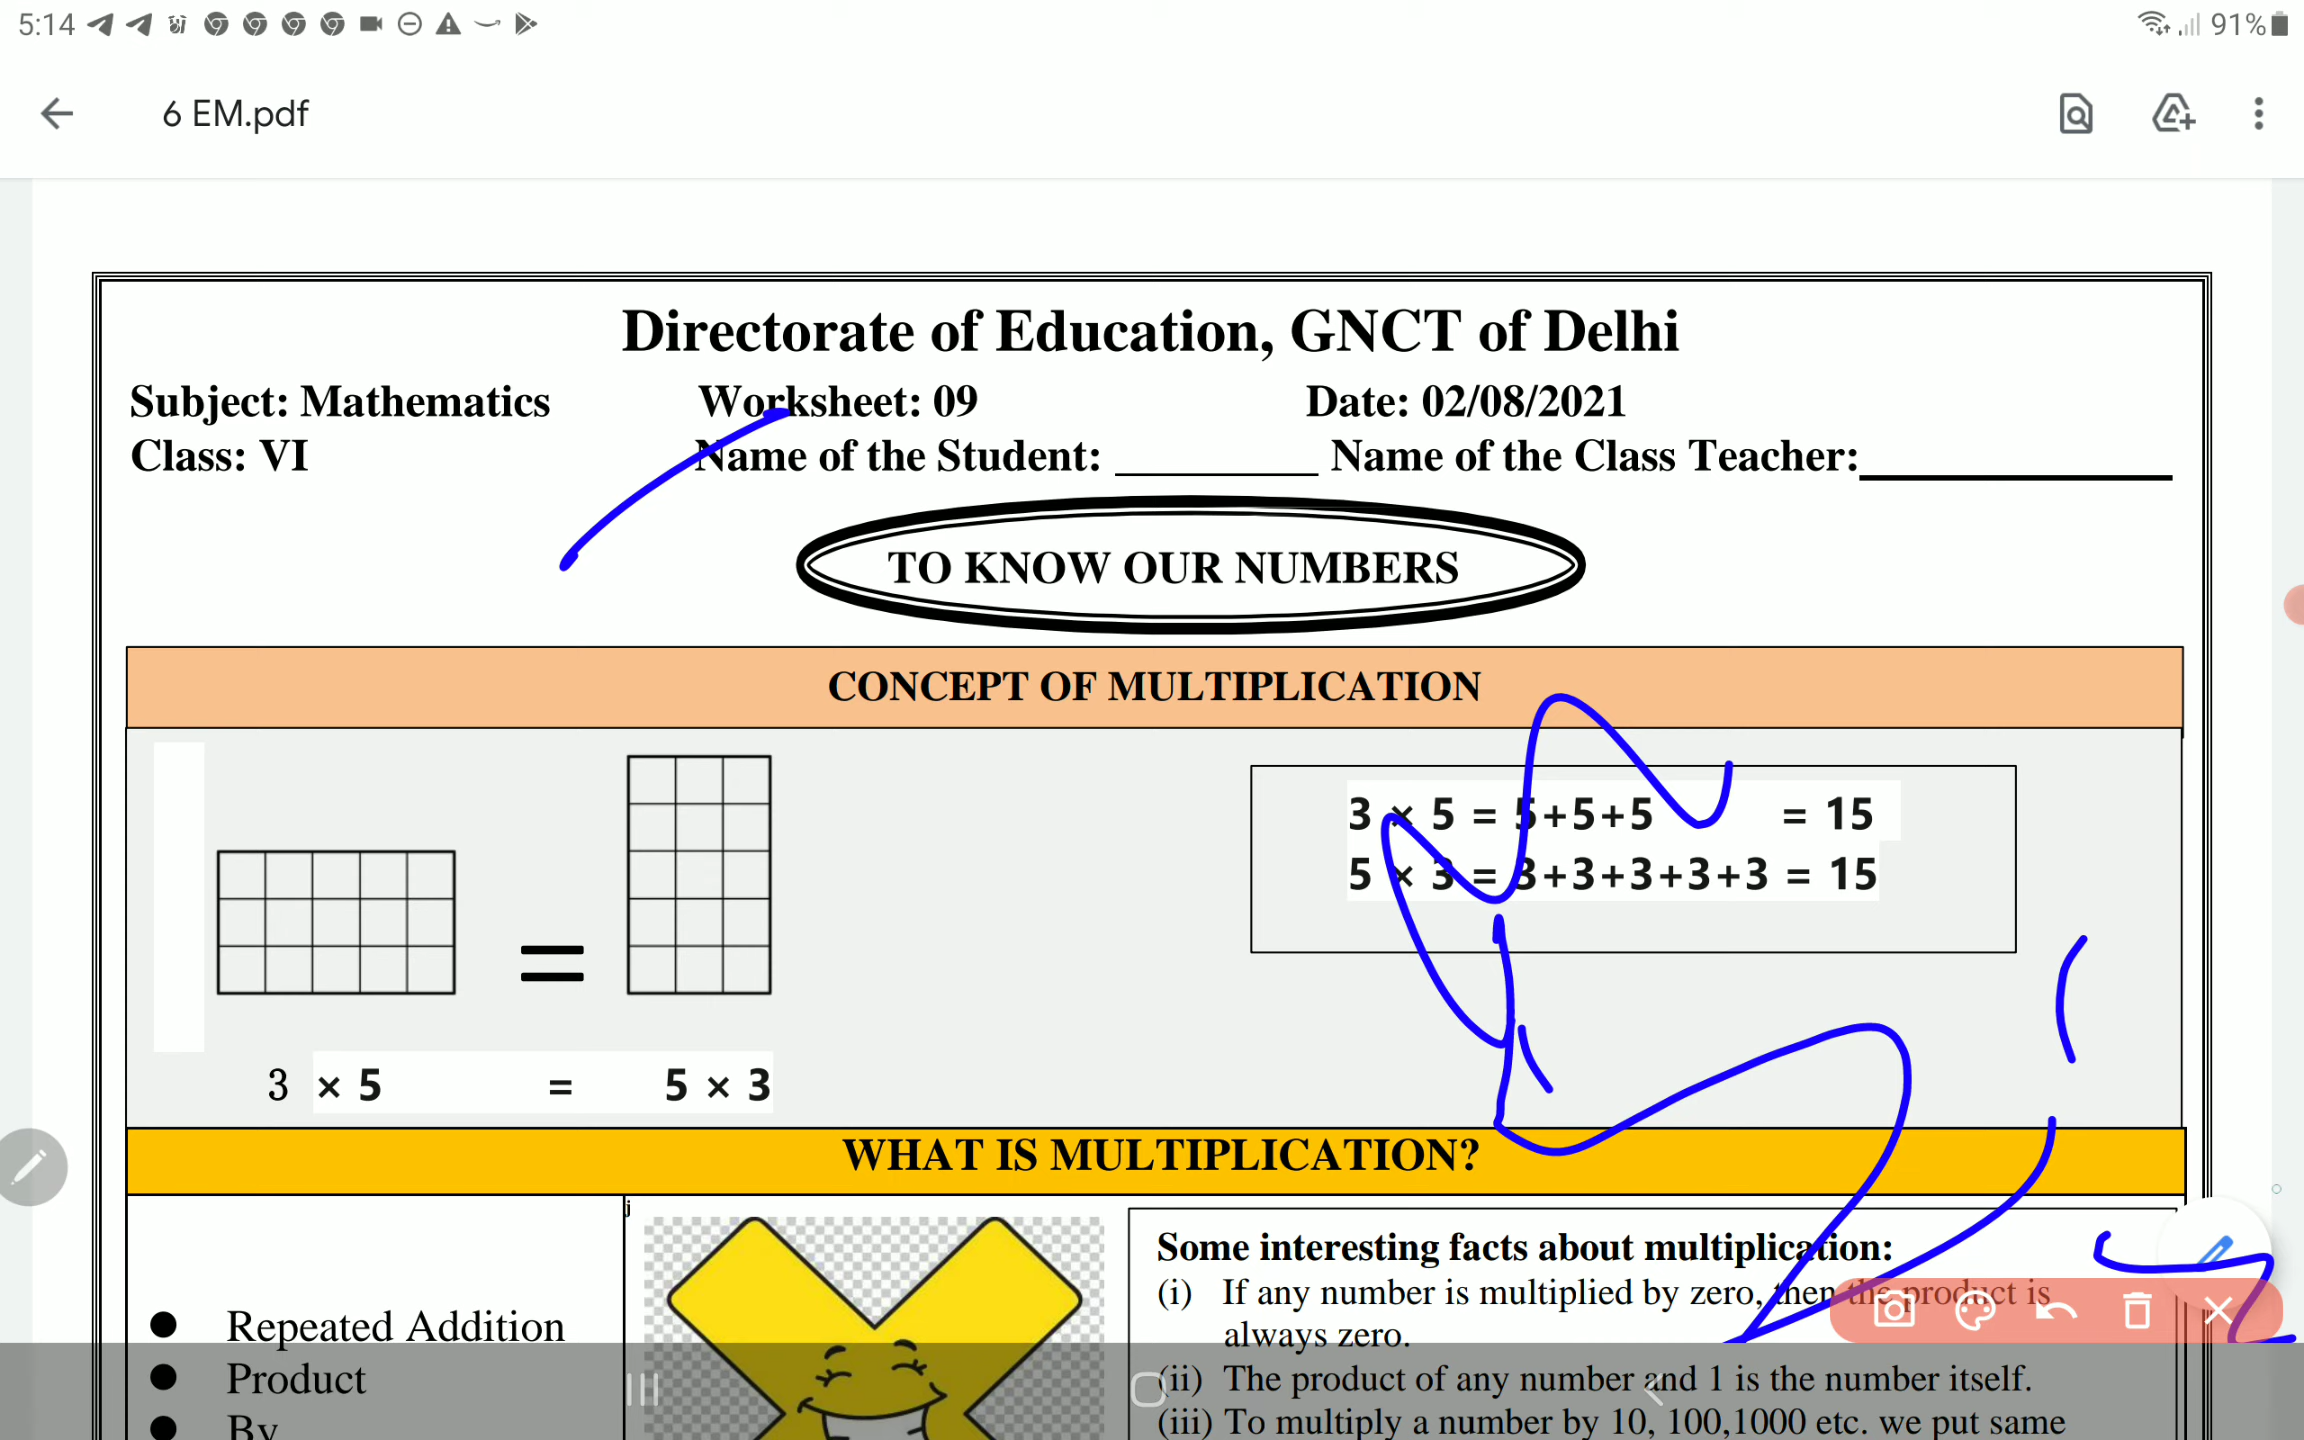 5:14
91%
6 EM.pdf
Directorate of Education, GNCT of Delhi
Subject: Mathematics Worksheet: 09 Date: 02/08/2021
Class: VI Name of the Student: Name of the Class Teacher:
TO KNOW OUR NUMBERS
CONCEPT OF MULTIPLICATION
3 × 5 = 5+5+5 = 15
5 × 3 = 3+3+3+3+3 = 15
=
3 × 5 = 5 × 3
WHAT IS MULTIPLICATION?
j
● Repeated Addition
● Product
● By
Some interesting facts about multiplication:
(i) If any number is multiplied by zero, then the product is
always zero.
(ii) The product of any number and 1 is the number itself.
(iii) To multiply a number by 10, 100,1000 etc. we put same